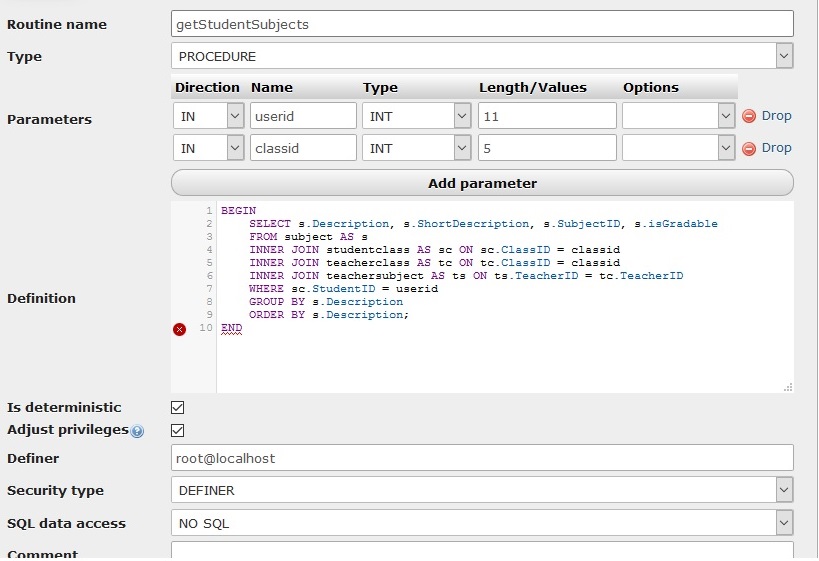 Routine name getStudentSubjects
Type PROCEDURE
Direction Name Type Length/Values Options
Parameters
IN userid INT 11 Drop
IN classid INT 5 Drop
Add parameter
Definition
1 BEGIN
2 SELECT s.Description, s.ShortDescription, s.SubjectID, s.isGradable
3 FROM subject AS s
4 INNER JOIN studentclass AS sc ON sc.ClassID = classid
5 INNER JOIN teacherclass AS tc ON tc.ClassID = classid
6 INNER JOIN teachersubject AS ts ON ts.TeacherID = tc.TeacherID
7 WHERE sc.StudentID = userid
8 GROUP BY s.Description
9 ORDER BY s.Description;
10 END
Is deterministic
Adjust privileges
Definer root@localhost
Security type DEFINER
SQL data access NO SQL
Comment